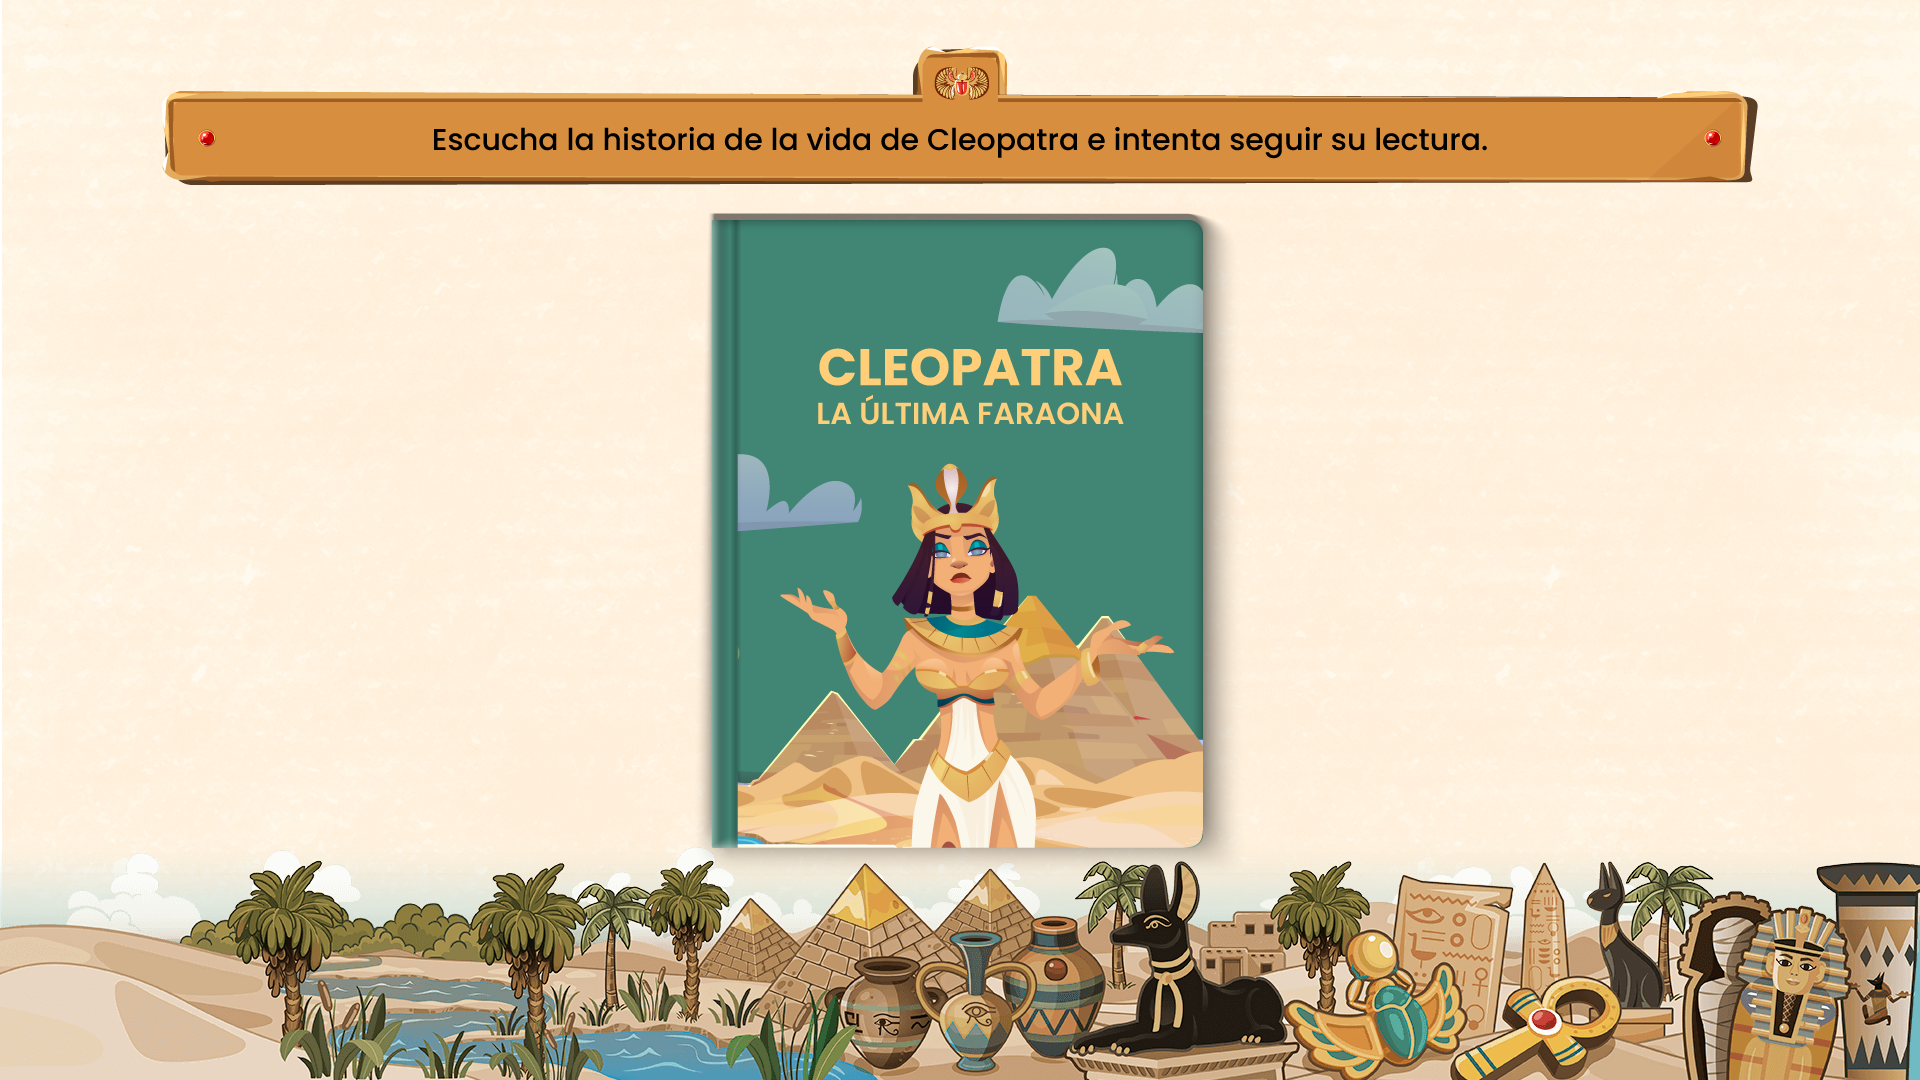 Escucha la historia de la vida de Cleopatra e intenta seguir su lectura.
CLEOPATRA
LA ÚLTIMA FARAONA